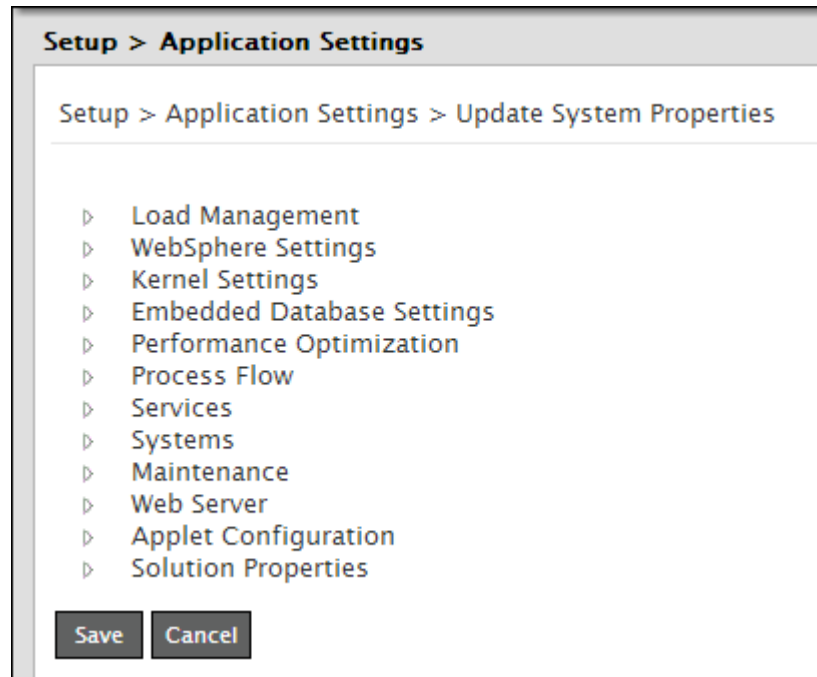 Setup > Application Settings
Setup > Application Settings > Update System Properties
Load Management
WebSphere Settings
Kernel Settings
Embedded Database Settings
Performance Optimization
Process Flow
Services
Systems
Maintenance
Web Server
Applet Configuration
Solution Properties
Save Cancel